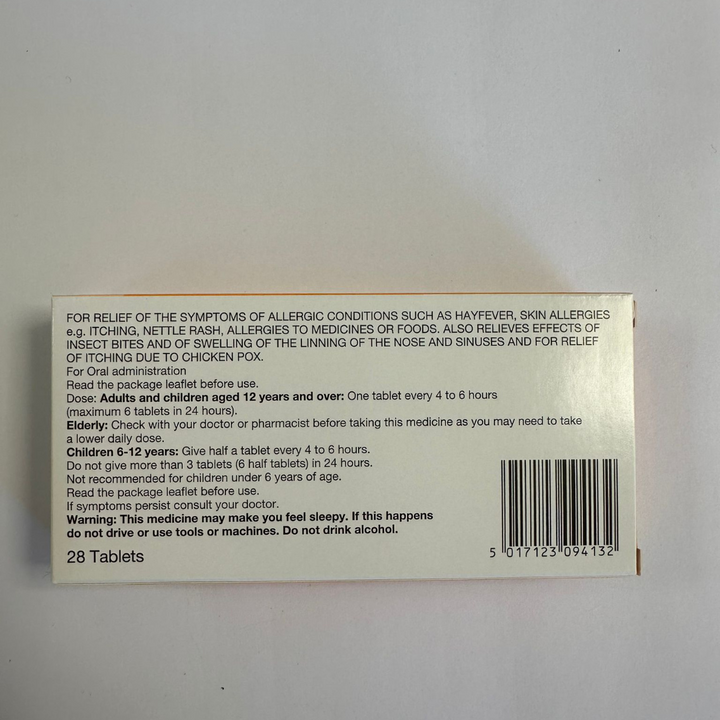 FOR RELIEF OF THE SYMPTOMS OF ALLERGIC CONDITIONS SUCH AS HAYFEVER, SKIN ALLERGIES
e.g. ITCHING, NETTLE RASH, ALLERGIES TO MEDICINES OR FOODS. ALSO RELIEVES EFFECTS OF
INSECT BITES AND OF SWELLING OF THE LINNING OF THE NOSE AND SINUSES AND FOR RELIEF
OF ITCHING DUE TO CHICKEN POX.
For Oral administration
Read the package leaflet before use.
Dose: Adults and children aged 12 years and over: One tablet every 4 to 6 hours
(maximum 6 tablets in 24 hours).
Elderly: Check with your doctor or pharmacist before taking this medicine as you may need to take
a lower daily dose.
Children 6-12 years: Give half a tablet every 4 to 6 hours.
Do not give more than 3 tablets (6 half tablets) in 24 hours.
Not recommended for children under 6 years of age.
Read the package leaflet before use.
If symptoms persist consult your doctor.
Warning: This medicine may make you feel sleepy. If this happens
do not drive or use tools or machines. Do not drink alcohol.
28 Tablets
5 017123 094132